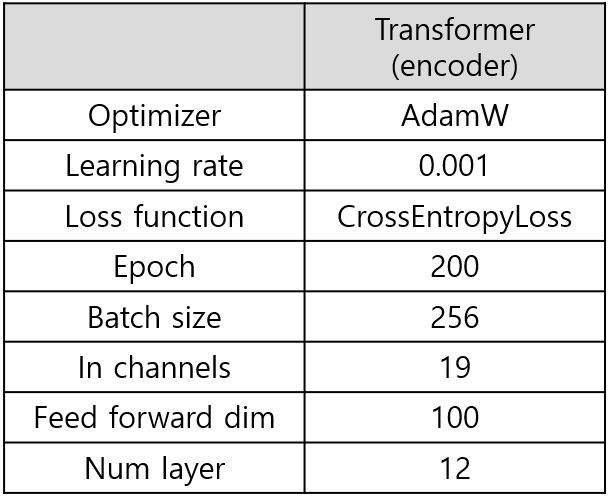 Transformer
(encoder)
Optimizer AdamW
Learning rate 0.001
Loss function CrossEntropyLoss
Epoch 200
Batch size 256
In channels 19
Feed forward dim 100
Num layer 12